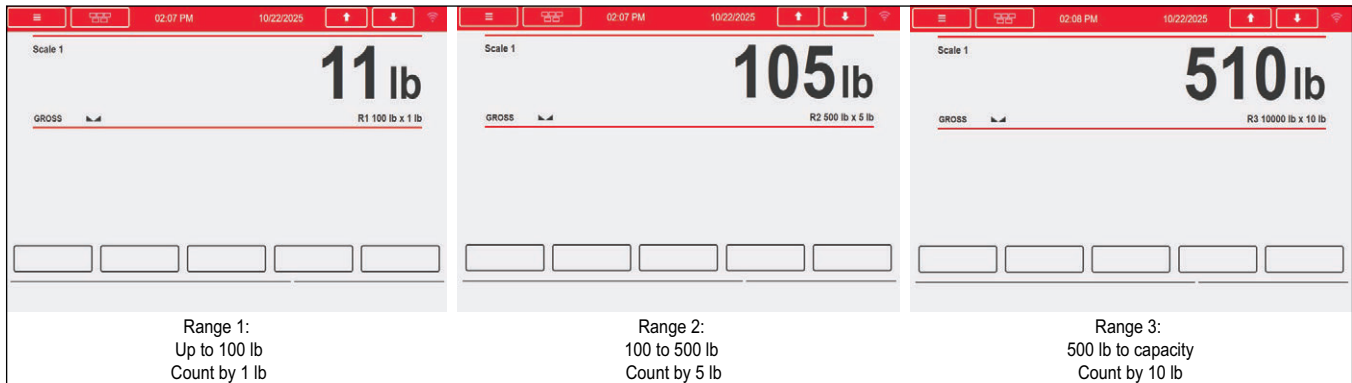 02:07 PM 10/22/2025
Scale 1
11 lb
GROSS R1 100 lb x 1 lb
Range 1:
Up to 100 lb
Count by 1 lb
02:07 PM 10/22/2025
Scale 1
105 lb
GROSS R2 500 lb x 5 lb
Range 2:
100 to 500 lb
Count by 5 lb
02:08 PM 10/22/2025
Scale 1
510 lb
GROSS R3 10000 lb x 10 lb
Range 3:
500 lb to capacity
Count by 10 lb